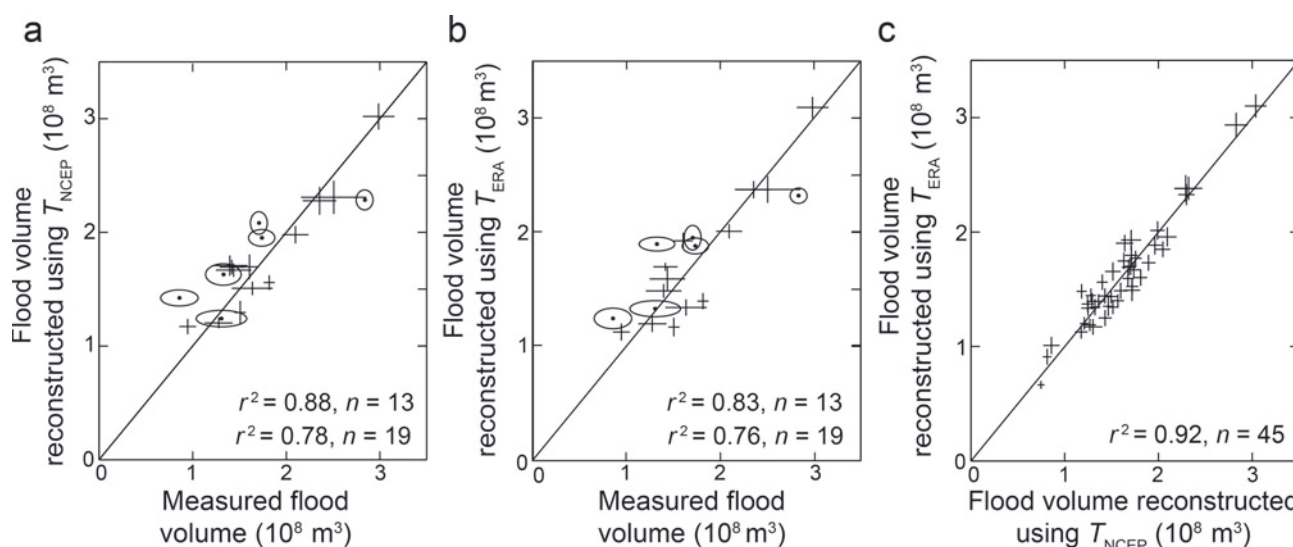 a
Flood volume
reconstructed using T_NCEP (10⁸ m³)
3
2
1
0
0 1 2 3
r² = 0.88, n = 13
r² = 0.78, n = 19
Measured flood
volume (10⁸ m³)
b
Flood volume
reconstructed using T_ERA (10⁸ m³)
3
2
1
0
0 1 2 3
r² = 0.83, n = 13
r² = 0.76, n = 19
Measured flood
volume (10⁸ m³)
c
Flood volume
reconstructed using T_ERA (10⁸ m³)
3
2
1
0
0 1 2 3
r² = 0.92, n = 45
Flood volume reconstructed
using T_NCEP (10⁸ m³)